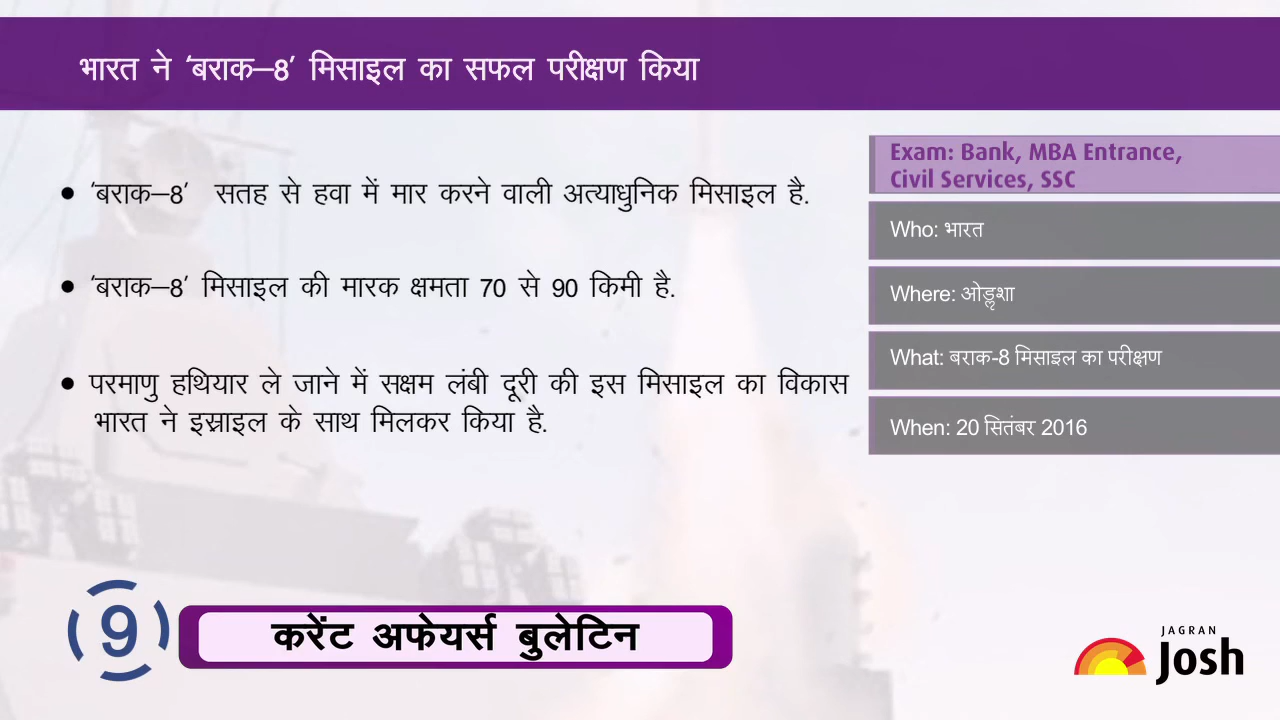 भारत ने ‘बराक–8’ मिसाइल का सफल परीक्षण किया
• ‘बराक–8’ सतह से हवा में मार करने वाली अत्याधुनिक मिसाइल है.
• ‘बराक–8’ मिसाइल की मारक क्षमता 70 से 90 किमी है.
• परमाणु हथियार ले जाने में सक्षम लंबी दूरी की इस मिसाइल का विकास
भारत ने इस्राइल के साथ मिलकर किया है.
Exam: Bank, MBA Entrance,
Civil Services, SSC
Who: भारत
Where: ओड़ृशा
What: बराक-8 मिसाइल का परीक्षण
When: 20 सितंबर 2016
9
करेंट अफेयर्स बुलेटिन
JAGRAN
Josh